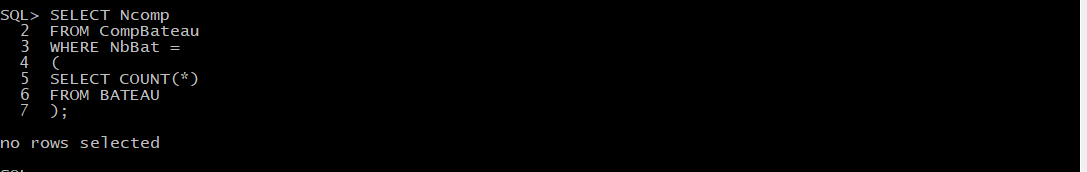 SQL> SELECT Ncomp
2 FROM CompBateau
3 WHERE NbBat =
4 (
5 SELECT COUNT(*)
6 FROM BATEAU
7 );
no rows selected